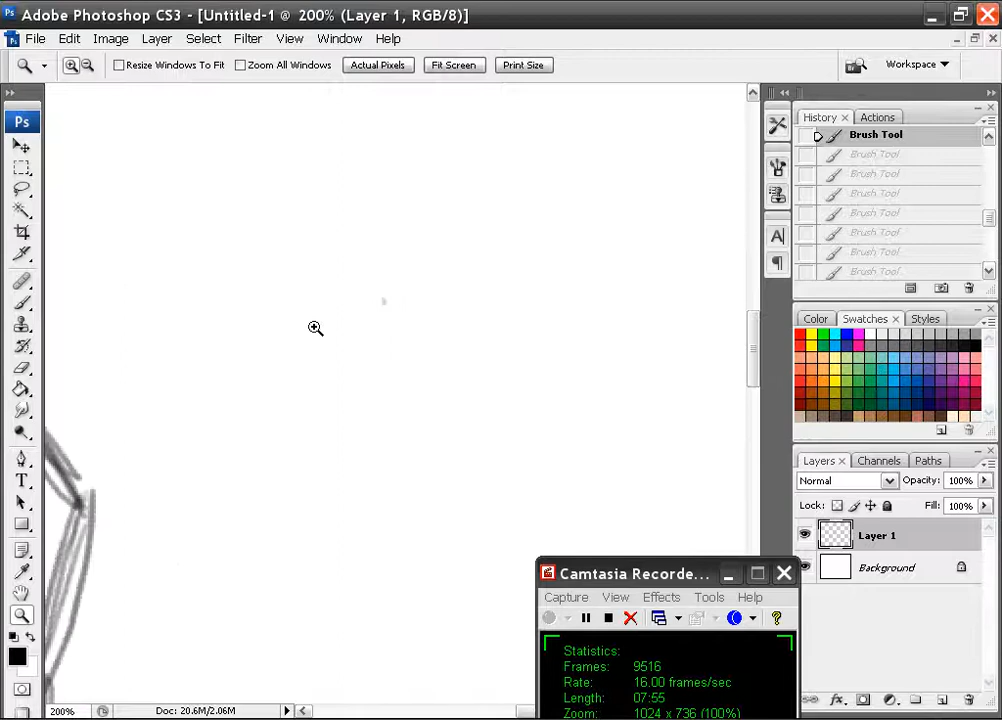 Adobe Photoshop CS3 - [Untitled-1 @ 200% (Layer 1, RGB/8)]
File Edit Image Layer Select Filter View Window Help
Resize Windows To Fit Zoom All Windows Actual Pixels Fit Screen Print Size Workspace
Ps
History Actions
Brush Tool
Brush Tool
Brush Tool
Brush Tool
Brush Tool
Brush Tool
Brush Tool
Brush Tool
Color Swatches Styles
Layers Channels Paths
Normal Opacity: 100%
Lock: Fill: 100%
Layer 1
Background
Camtasia Recorde...
Capture View Effects Tools Help
Statistics:
Frames: 9516
Rate: 16.00 frames/sec
Length: 07:55
Zoom: 1024 x 736 (100%)
200% Doc: 20.6M/2.06M